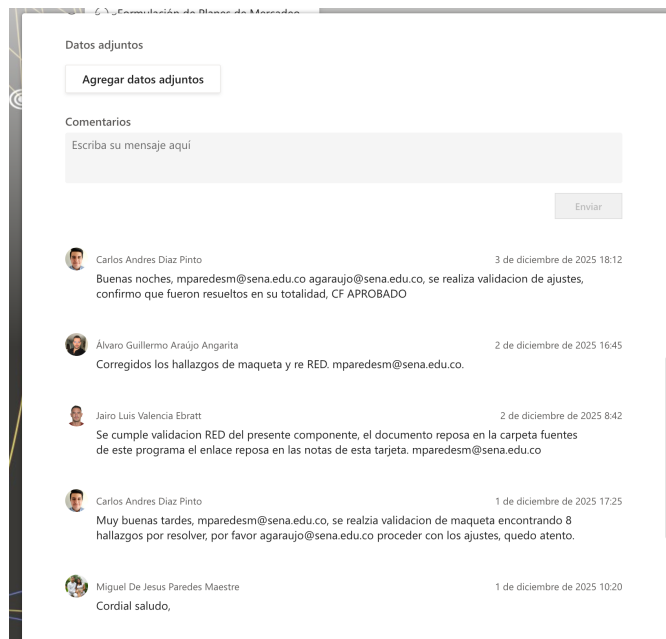 Formulación de Planes de Mercadeo
Datos adjuntos
Agregar datos adjuntos
Comentarios
Escriba su mensaje aquí
Enviar
Carlos Andres Diaz Pinto 3 de diciembre de 2025 18:12
Buenas noches, mparedesm@sena.edu.co agaraujo@sena.edu.co, se realiza validacion de ajustes,
confirmo que fueron resueltos en su totalidad, CF APROBADO
Álvaro Guillermo Araújo Angarita 2 de diciembre de 2025 16:45
Corregidos los hallazgos de maqueta y re RED. mparedesm@sena.edu.co.
Jairo Luis Valencia Ebratt 2 de diciembre de 2025 8:42
Se cumple validacion RED del presente componente, el documento reposa en la carpeta fuentes
de este programa el enlace reposa en las notas de esta tarjeta. mparedesm@sena.edu.co
Carlos Andres Diaz Pinto 1 de diciembre de 2025 17:25
Muy buenas tardes, mparedesm@sena.edu.co, se realzia validacion de maqueta encontrando 8
hallazgos por resolver, por favor agaraujo@sena.edu.co proceder con los ajustes, quedo atento.
Miguel De Jesus Paredes Maestre 1 de diciembre de 2025 10:20
Cordial saludo,